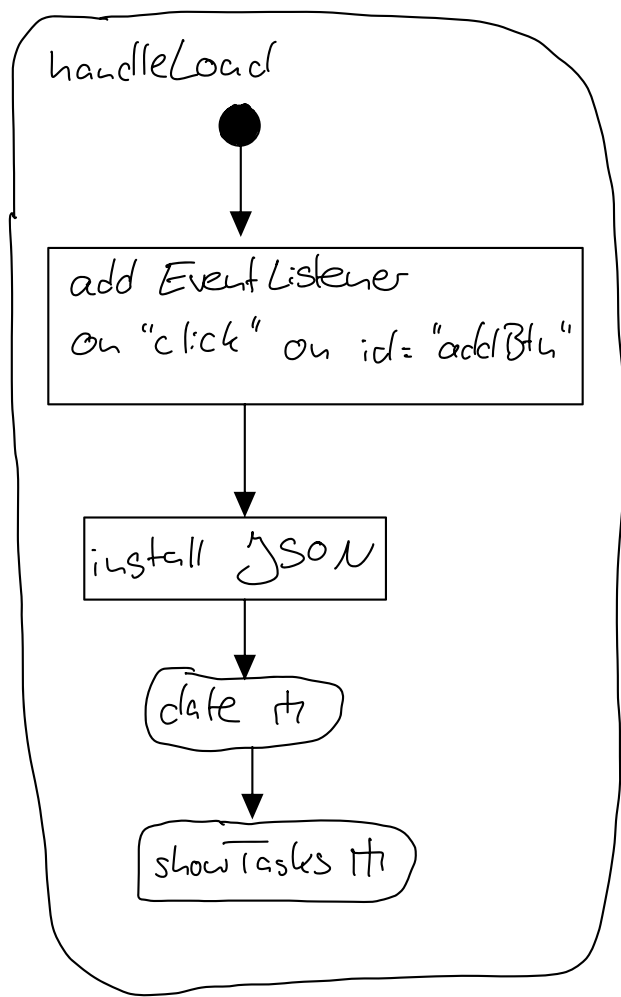 handleLoad
add EventListener
on "click" on id="addBtn"
install JSON
date
showTasks